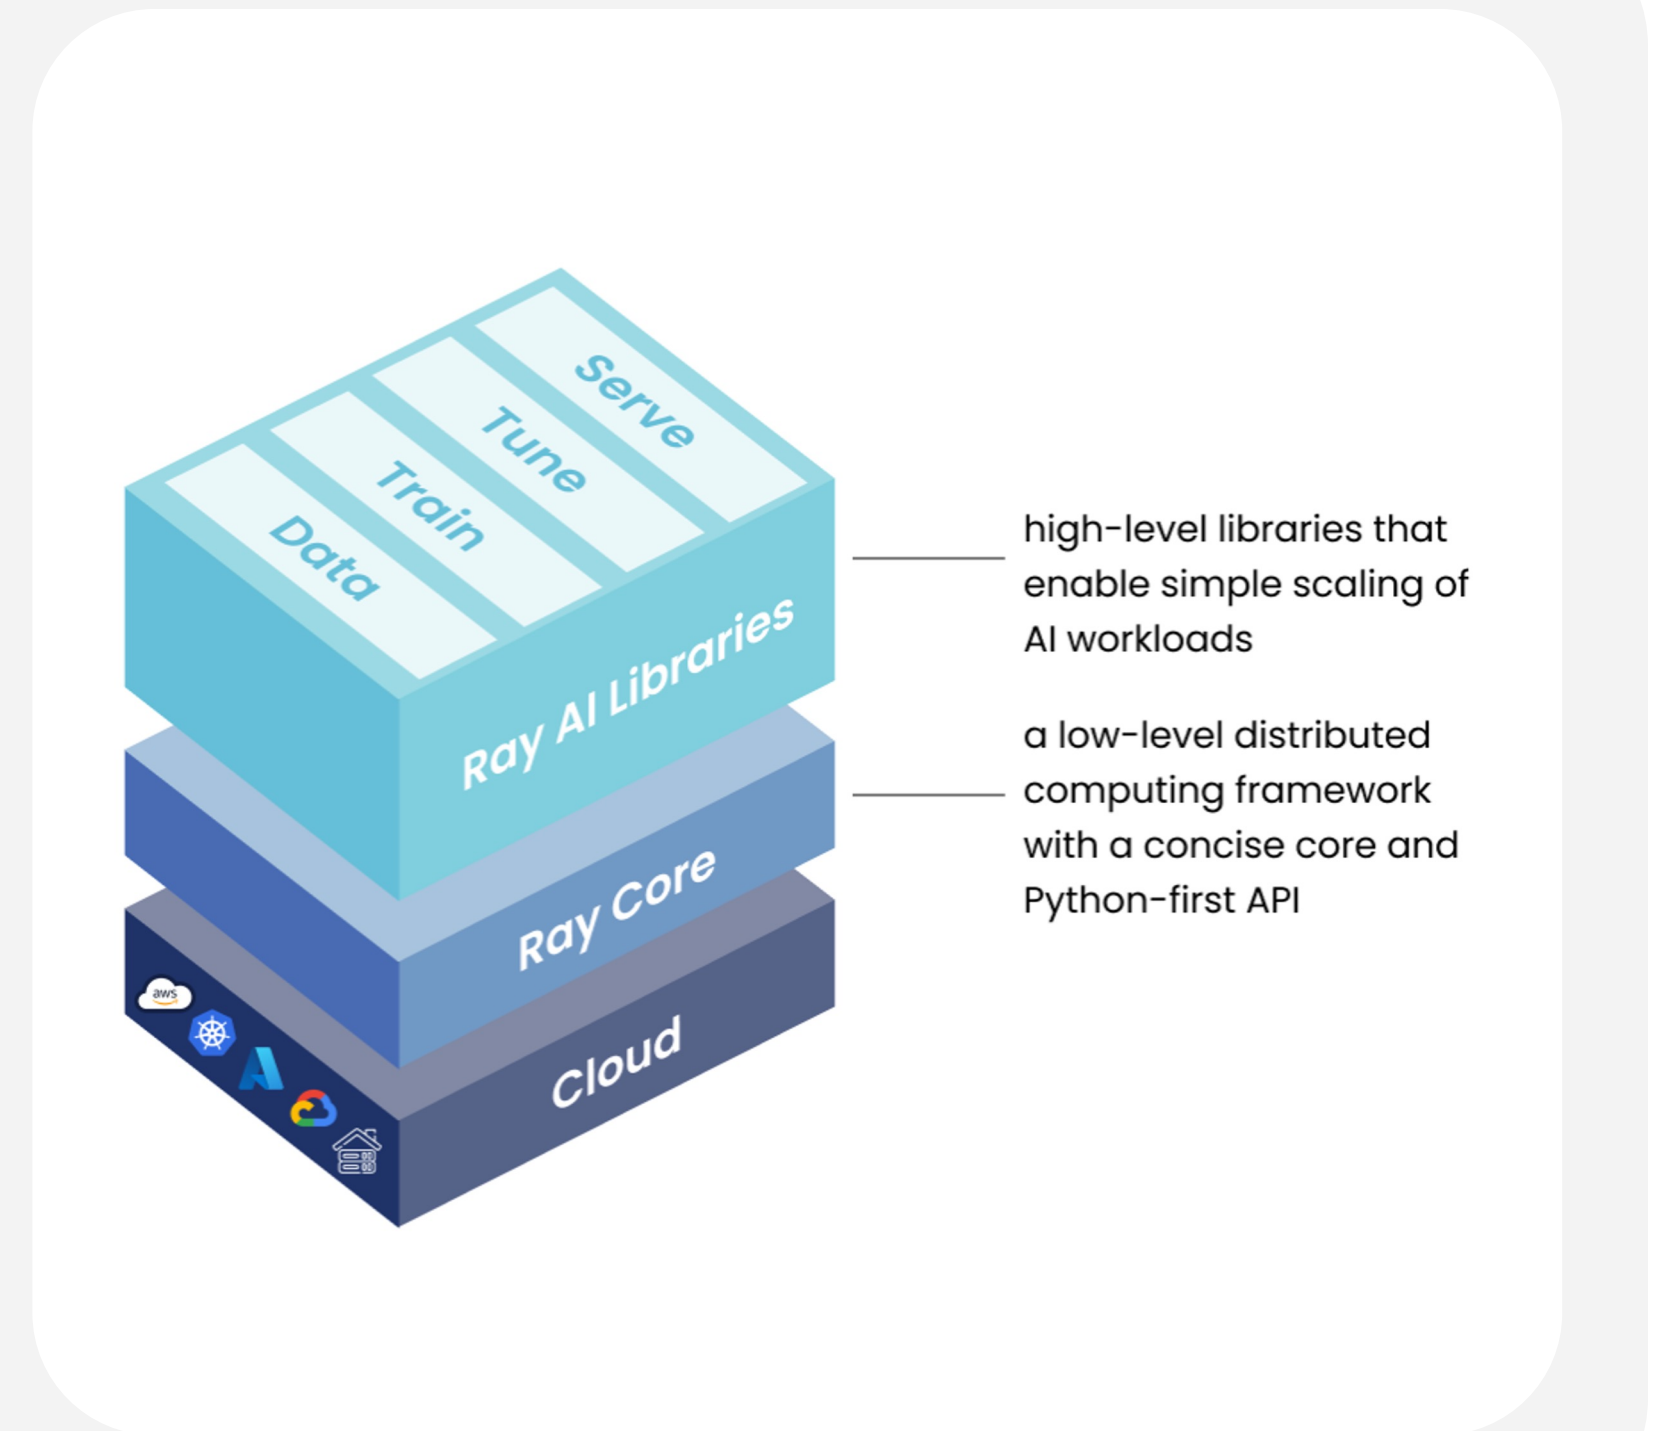 Serve
Tune
Train
Data
Ray AI Libraries
high-level libraries that
enable simple scaling of
AI workloads
Ray Core
a low-level distributed
computing framework
with a concise core and
Python-first API
Cloud
aws